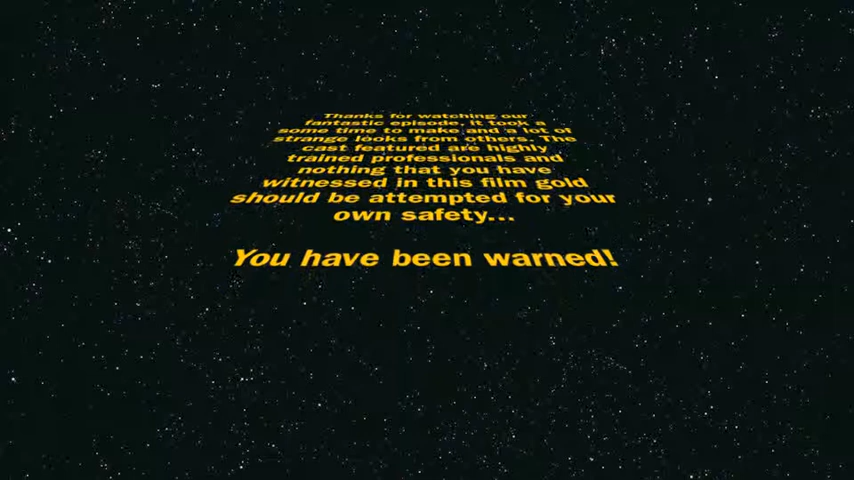 Thanks for watching our
fantastic episode, it took a
some time to make and a lot of
strange looks from others. The
cast featured are highly
trained professionals and
nothing that you have
witnessed in this film gold
should be attempted for your
own safety...
You have been warned!